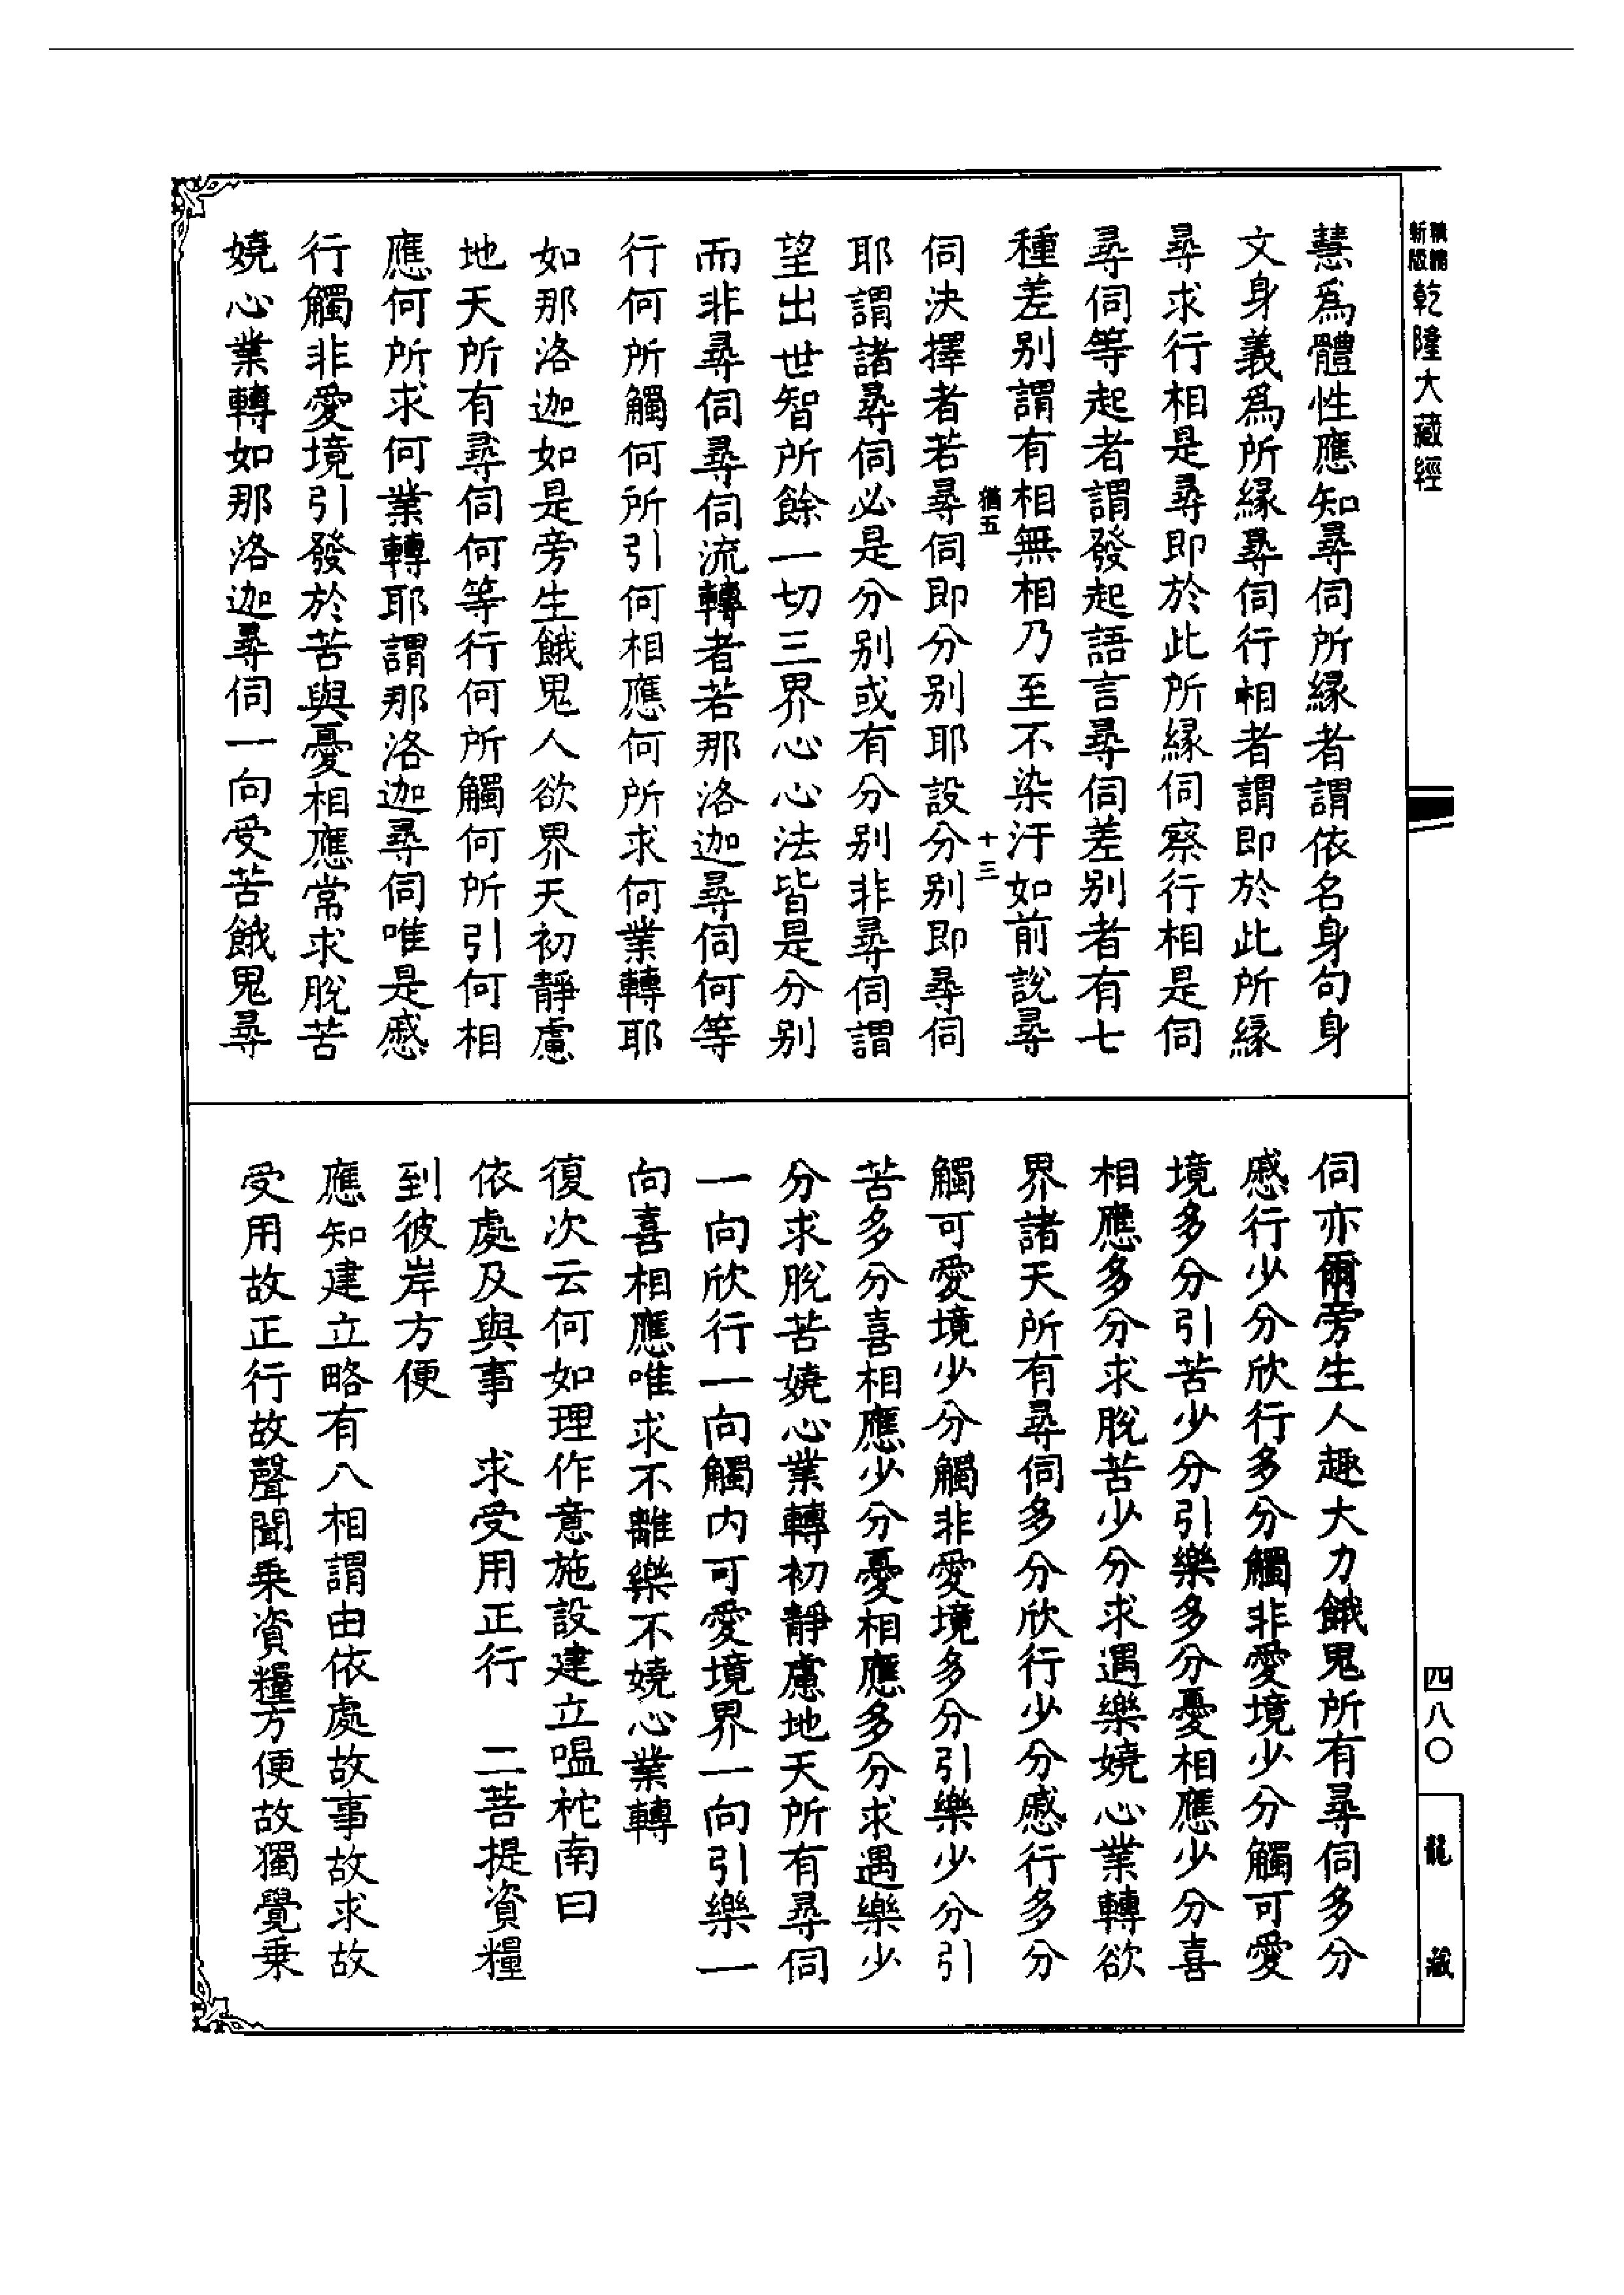 新版
精編
乾隆大藏經
四八〇
龍藏
慧爲體性應知尋伺所緣者謂依名身句身
文身義爲所緣尋伺行相者謂即於此所緣
尋求行相是尋即於此所緣伺察行相是伺
尋伺等起者謂發起語言尋伺差别者有七
種差别謂有相無相乃至不染汙如前說尋
猶五
十三
伺決擇者若尋伺即分别耶設分别即尋伺
耶謂諸尋伺必是分别或有分别非尋伺謂
望出世智所餘一切三界心心法皆是分别
而非尋伺尋伺流轉者若那洛迦尋伺何等
行何所觸何所引何相應何所求何業轉耶
如那洛迦如是旁生餓鬼人欲界天初靜慮
地天所有尋伺何等行何所觸何所引何相
應何所求何業轉耶謂那洛迦尋伺唯是慼
行觸非愛境引發於苦與憂相應常求脫苦
嬈心業轉如那洛迦尋伺一向受苦餓鬼尋
伺亦爾旁生人趣大力餓鬼所有尋伺多分
慼行少分欣行多分觸非愛境少分觸可愛
境多分引苦少分引樂多分憂相應少分喜
相應多分求脫苦少分求遇樂嬈心業轉欲
界諸天所有尋伺多分欣行少分慼行多分
觸可愛境少分觸非愛境多分引樂少分引
苦多分喜相應少分憂相應多分求遇樂少
分求脫苦嬈心業轉初靜慮地天所有尋伺
一向欣行一向觸内可愛境界一向引樂一
向喜相應唯求不離樂不嬈心業轉
復次云何如理作意施設建立嗢柁南曰
依處及與事　求受用正行　二菩提資糧
到彼岸方便
應知建立略有八相謂由依處故事故求故
受用故正行故聲聞乘資糧方便故獨覺乘